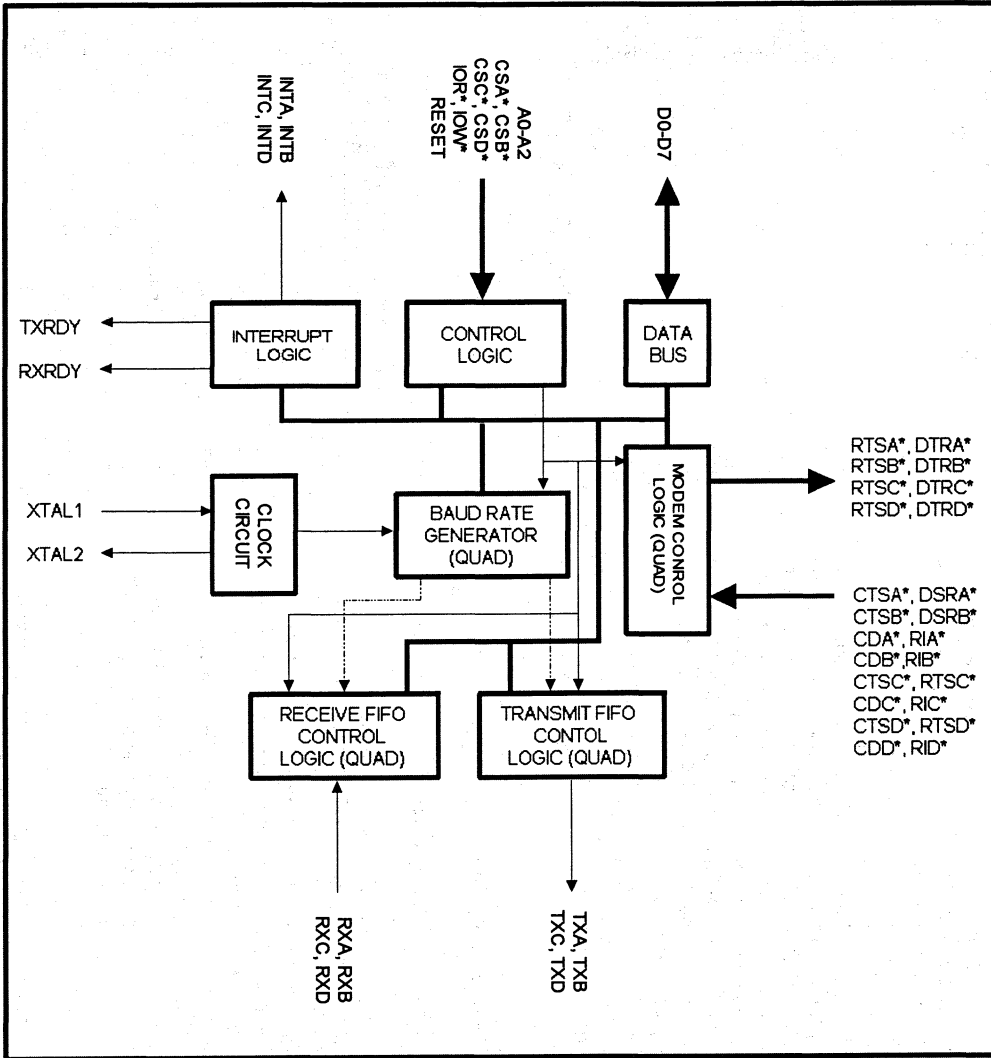 INTA, INTB
INTC, INTD
A0-A2
CSA*, CSB*
CSC*, CSD*
IOR*, IOW*
RESET
D0-D7
TXRDY
RXRDY
INTERRUPT
LOGIC
CONTROL
LOGIC
DATA
BUS
XTAL1
XTAL2
CLOCK
CIRCUIT
BAUD RATE
GENERATOR
(QUAD)
MODEM CONROL
LOGIC (QUAD)
RTSA*, DTRA*
RTSB*, DTRB*
RTSC*, DTRC*
RTSD*, DTRD*
CTSA*, DSRA*
CTSB*, DSRB*
CDA*, RIA*
CDB*,RIB*
CTSC*, RTSC*
CDC*, RIC*
CTSD*, RTSD*
CDD*, RID*
RECEIVE FIFO
CONTROL
LOGIC (QUAD)
TRANSMIT FIFO
CONTOL
LOGIC (QUAD)
RXA, RXB
RXC, RXD
TXA, TXB
TXC, TXD